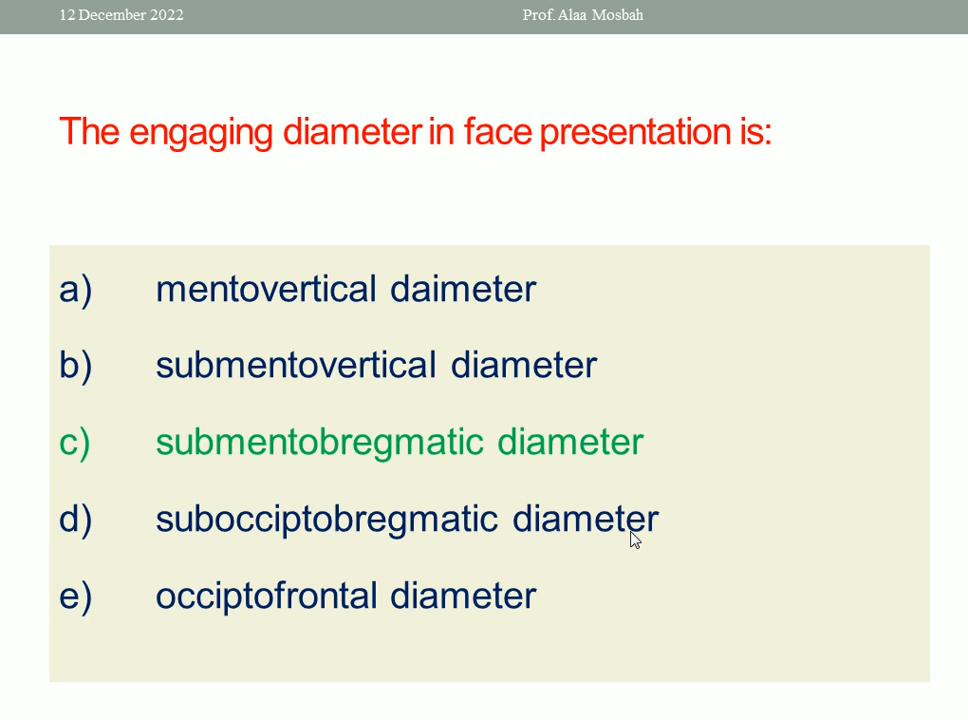 12 December 2022 Prof. Alaa Mosbah
The engaging diameter in face presentation is:
a) mentovertical daimeter
b) submentovertical diameter
c) submentobregmatic diameter
d) subocciptobregmatic diameter
e) occiptofrontal diameter